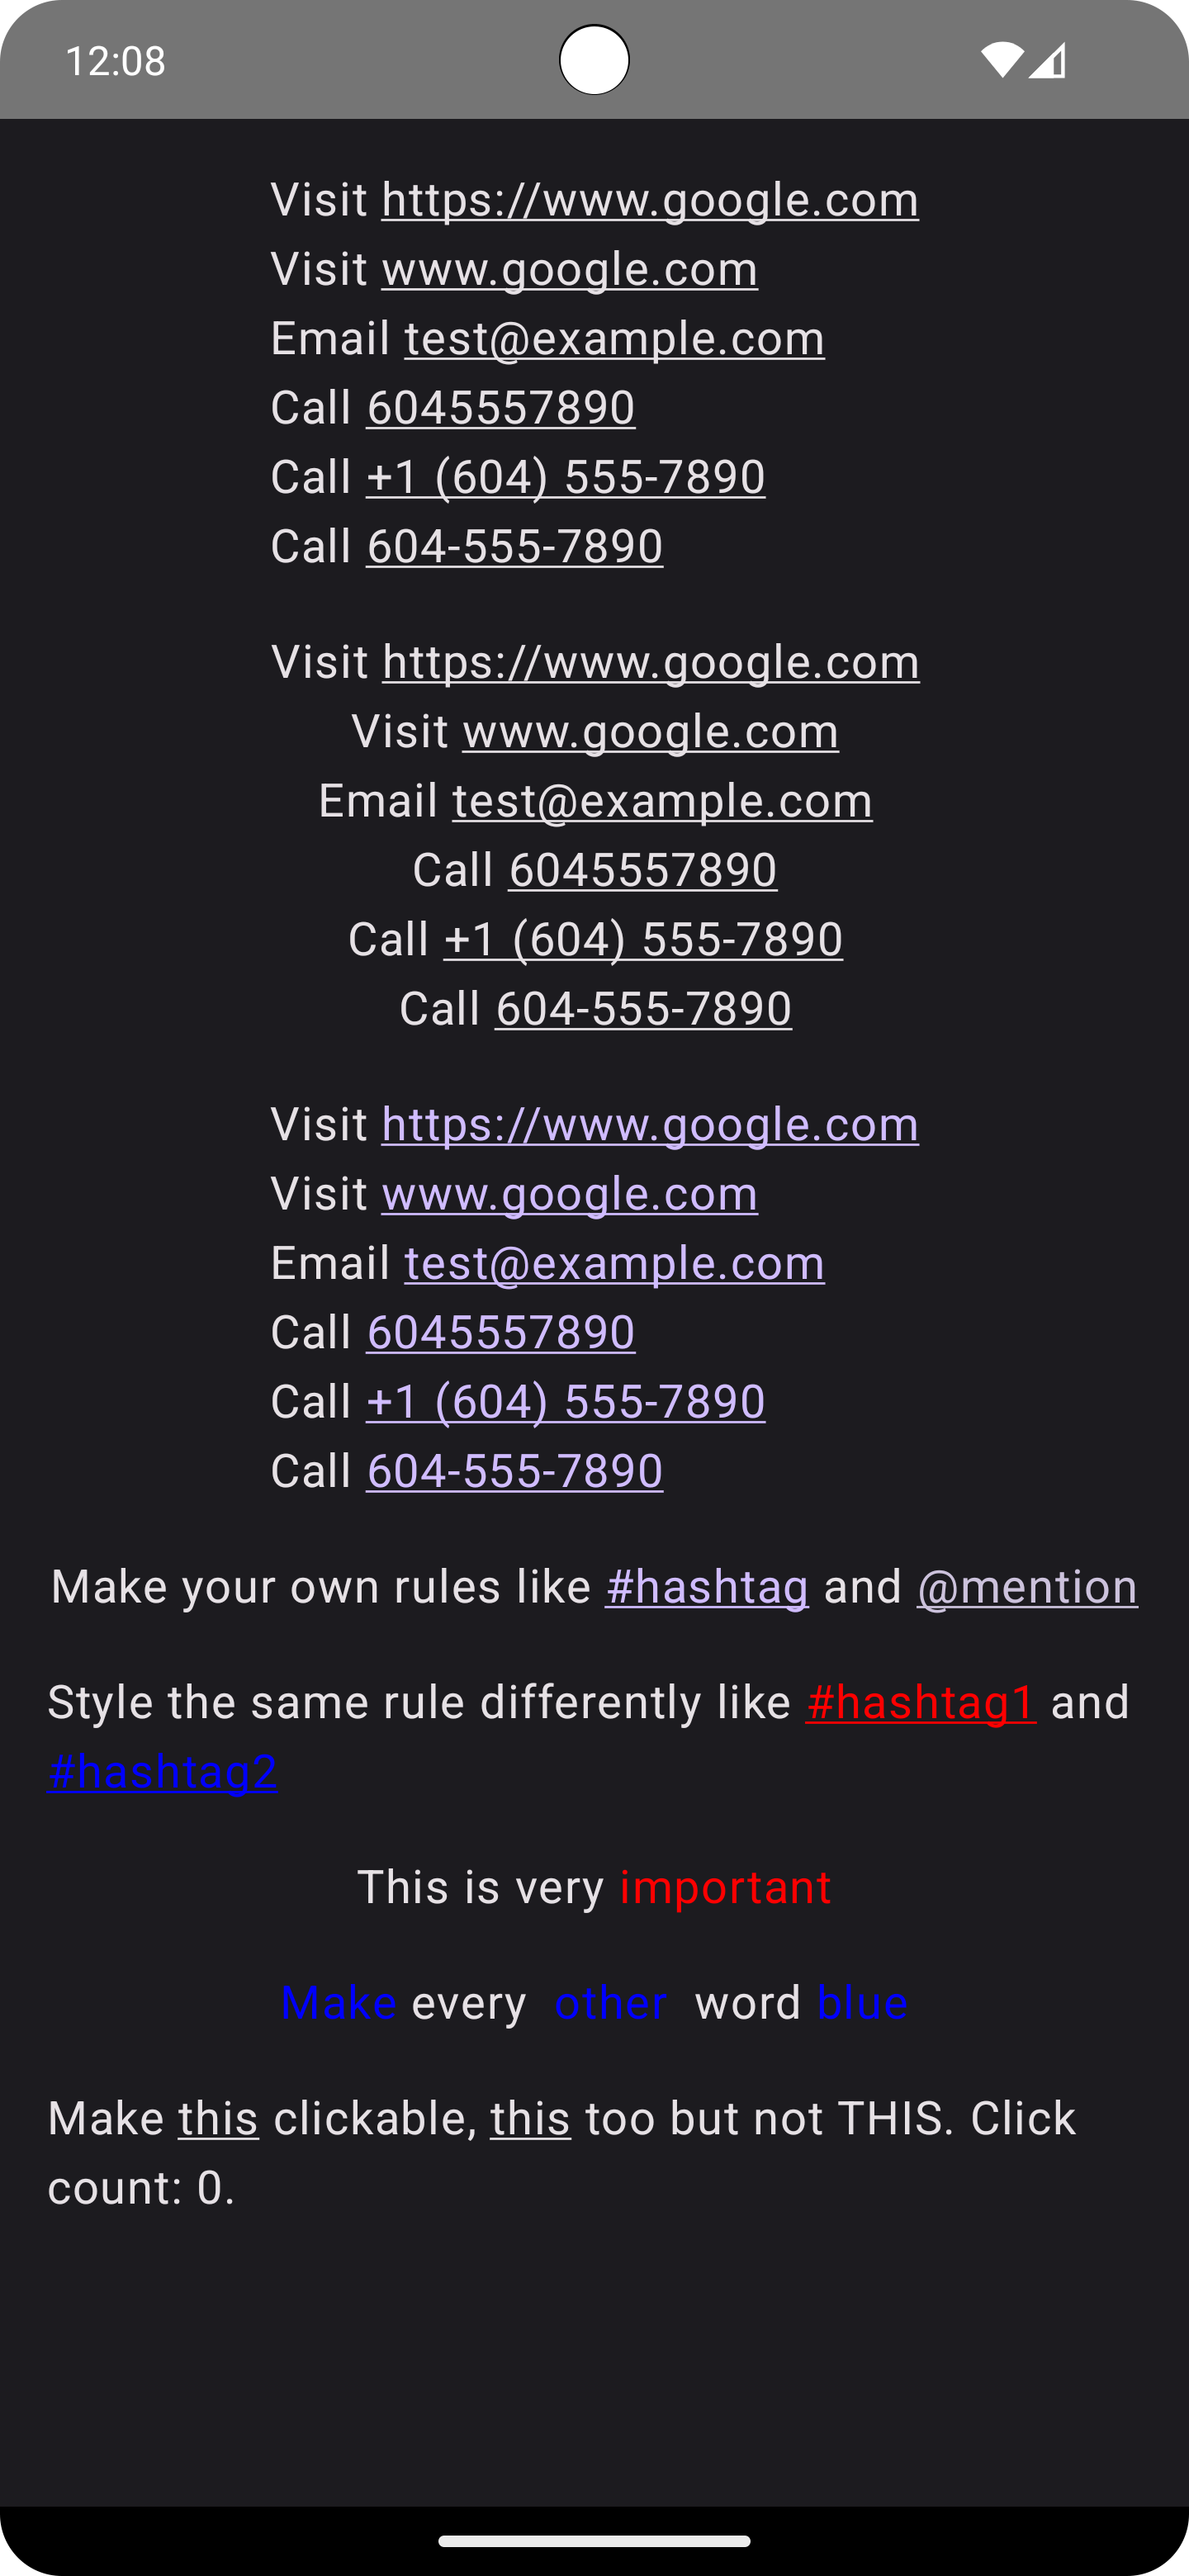 12:08
Visit https://www.google.com
Visit www.google.com
Email test@example.com
Call 6045557890
Call +1 (604) 555-7890
Call 604-555-7890
Visit https://www.google.com
Visit www.google.com
Email test@example.com
Call 6045557890
Call +1 (604) 555-7890
Call 604-555-7890
Visit https://www.google.com
Visit www.google.com
Email test@example.com
Call 6045557890
Call +1 (604) 555-7890
Call 604-555-7890
Make your own rules like #hashtag and @mention
Style the same rule differently like #hashtag1 and
#hashtag2
This is very important
Make every  other  word blue
Make this clickable, this too but not THIS. Click
count: 0.